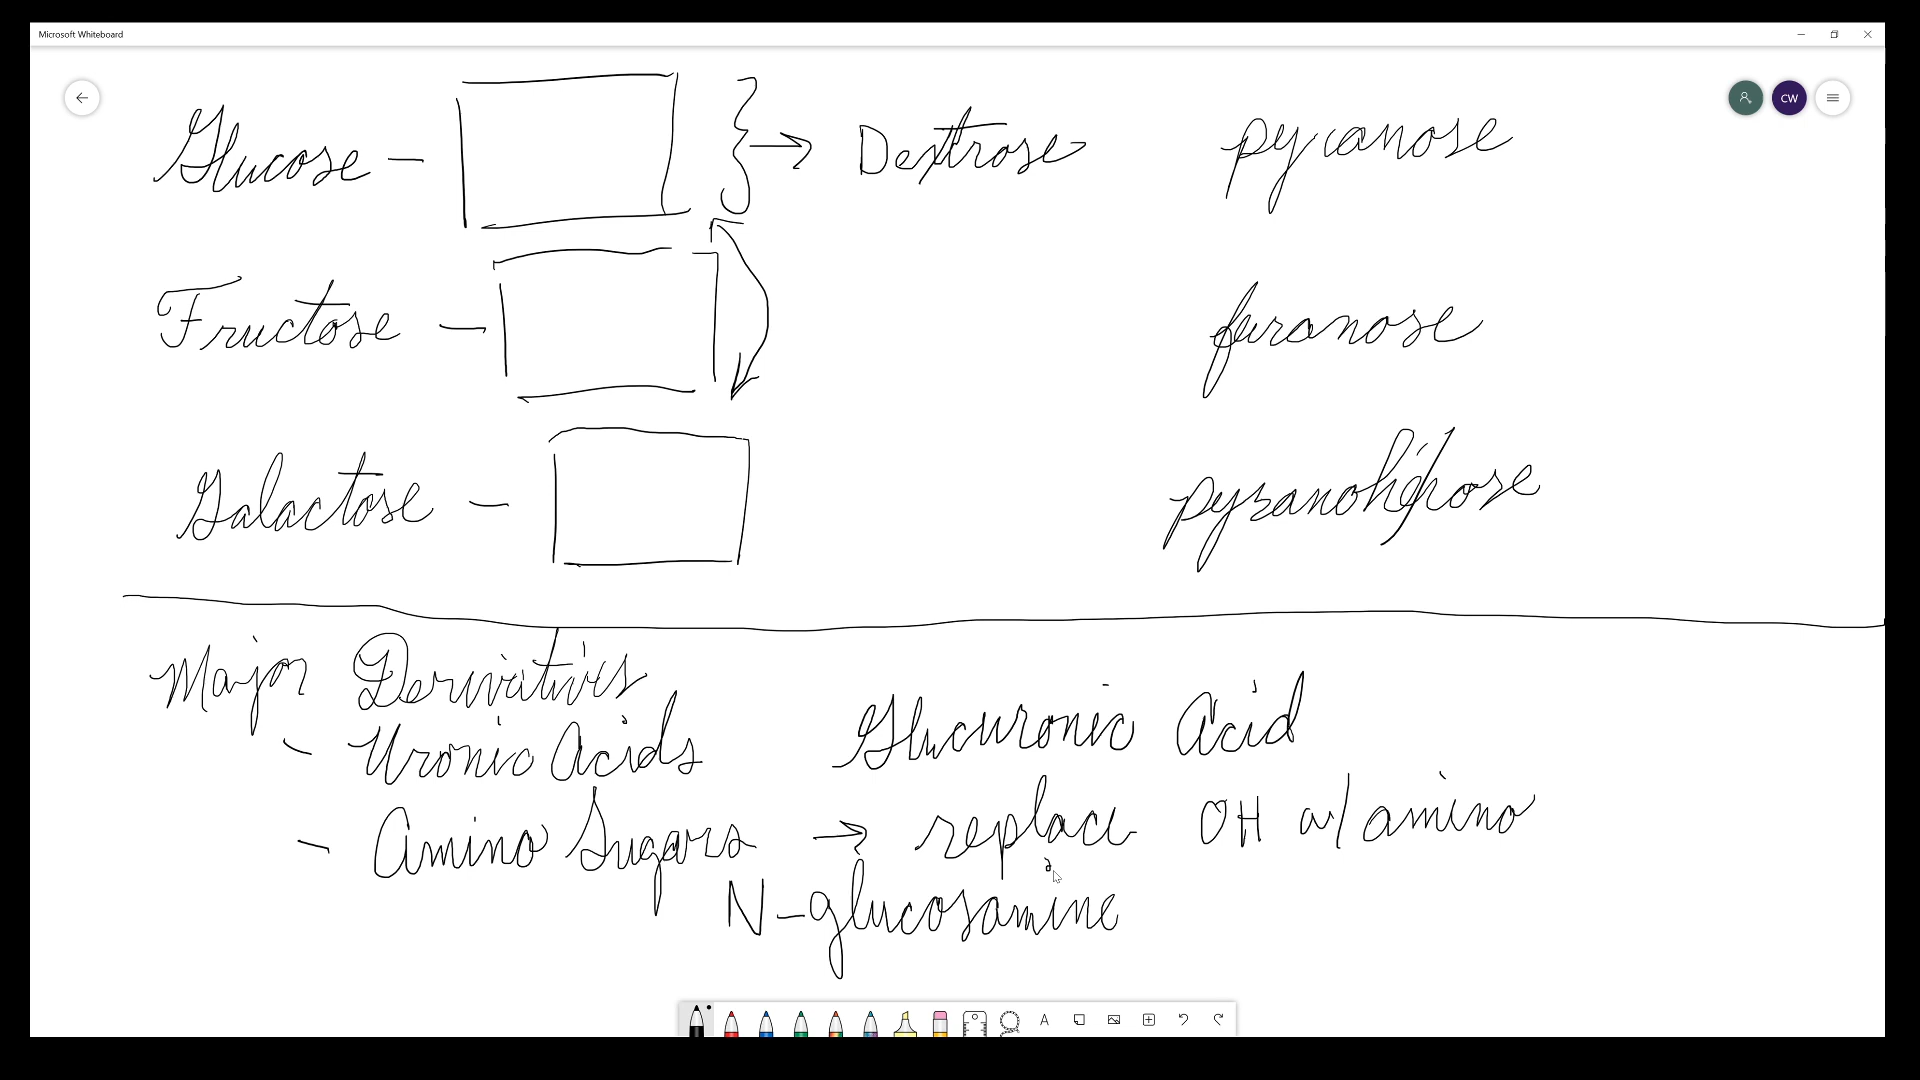 Microsoft Whiteboard
CW
Glucose - } → Dextrose pyranose
Fructose - furanose
Galactose -
Major Derivatives
- Uronic Acids Glucuronic Acid
- Amino Sugars → replace OH w/ amino
N-glucosamine
A